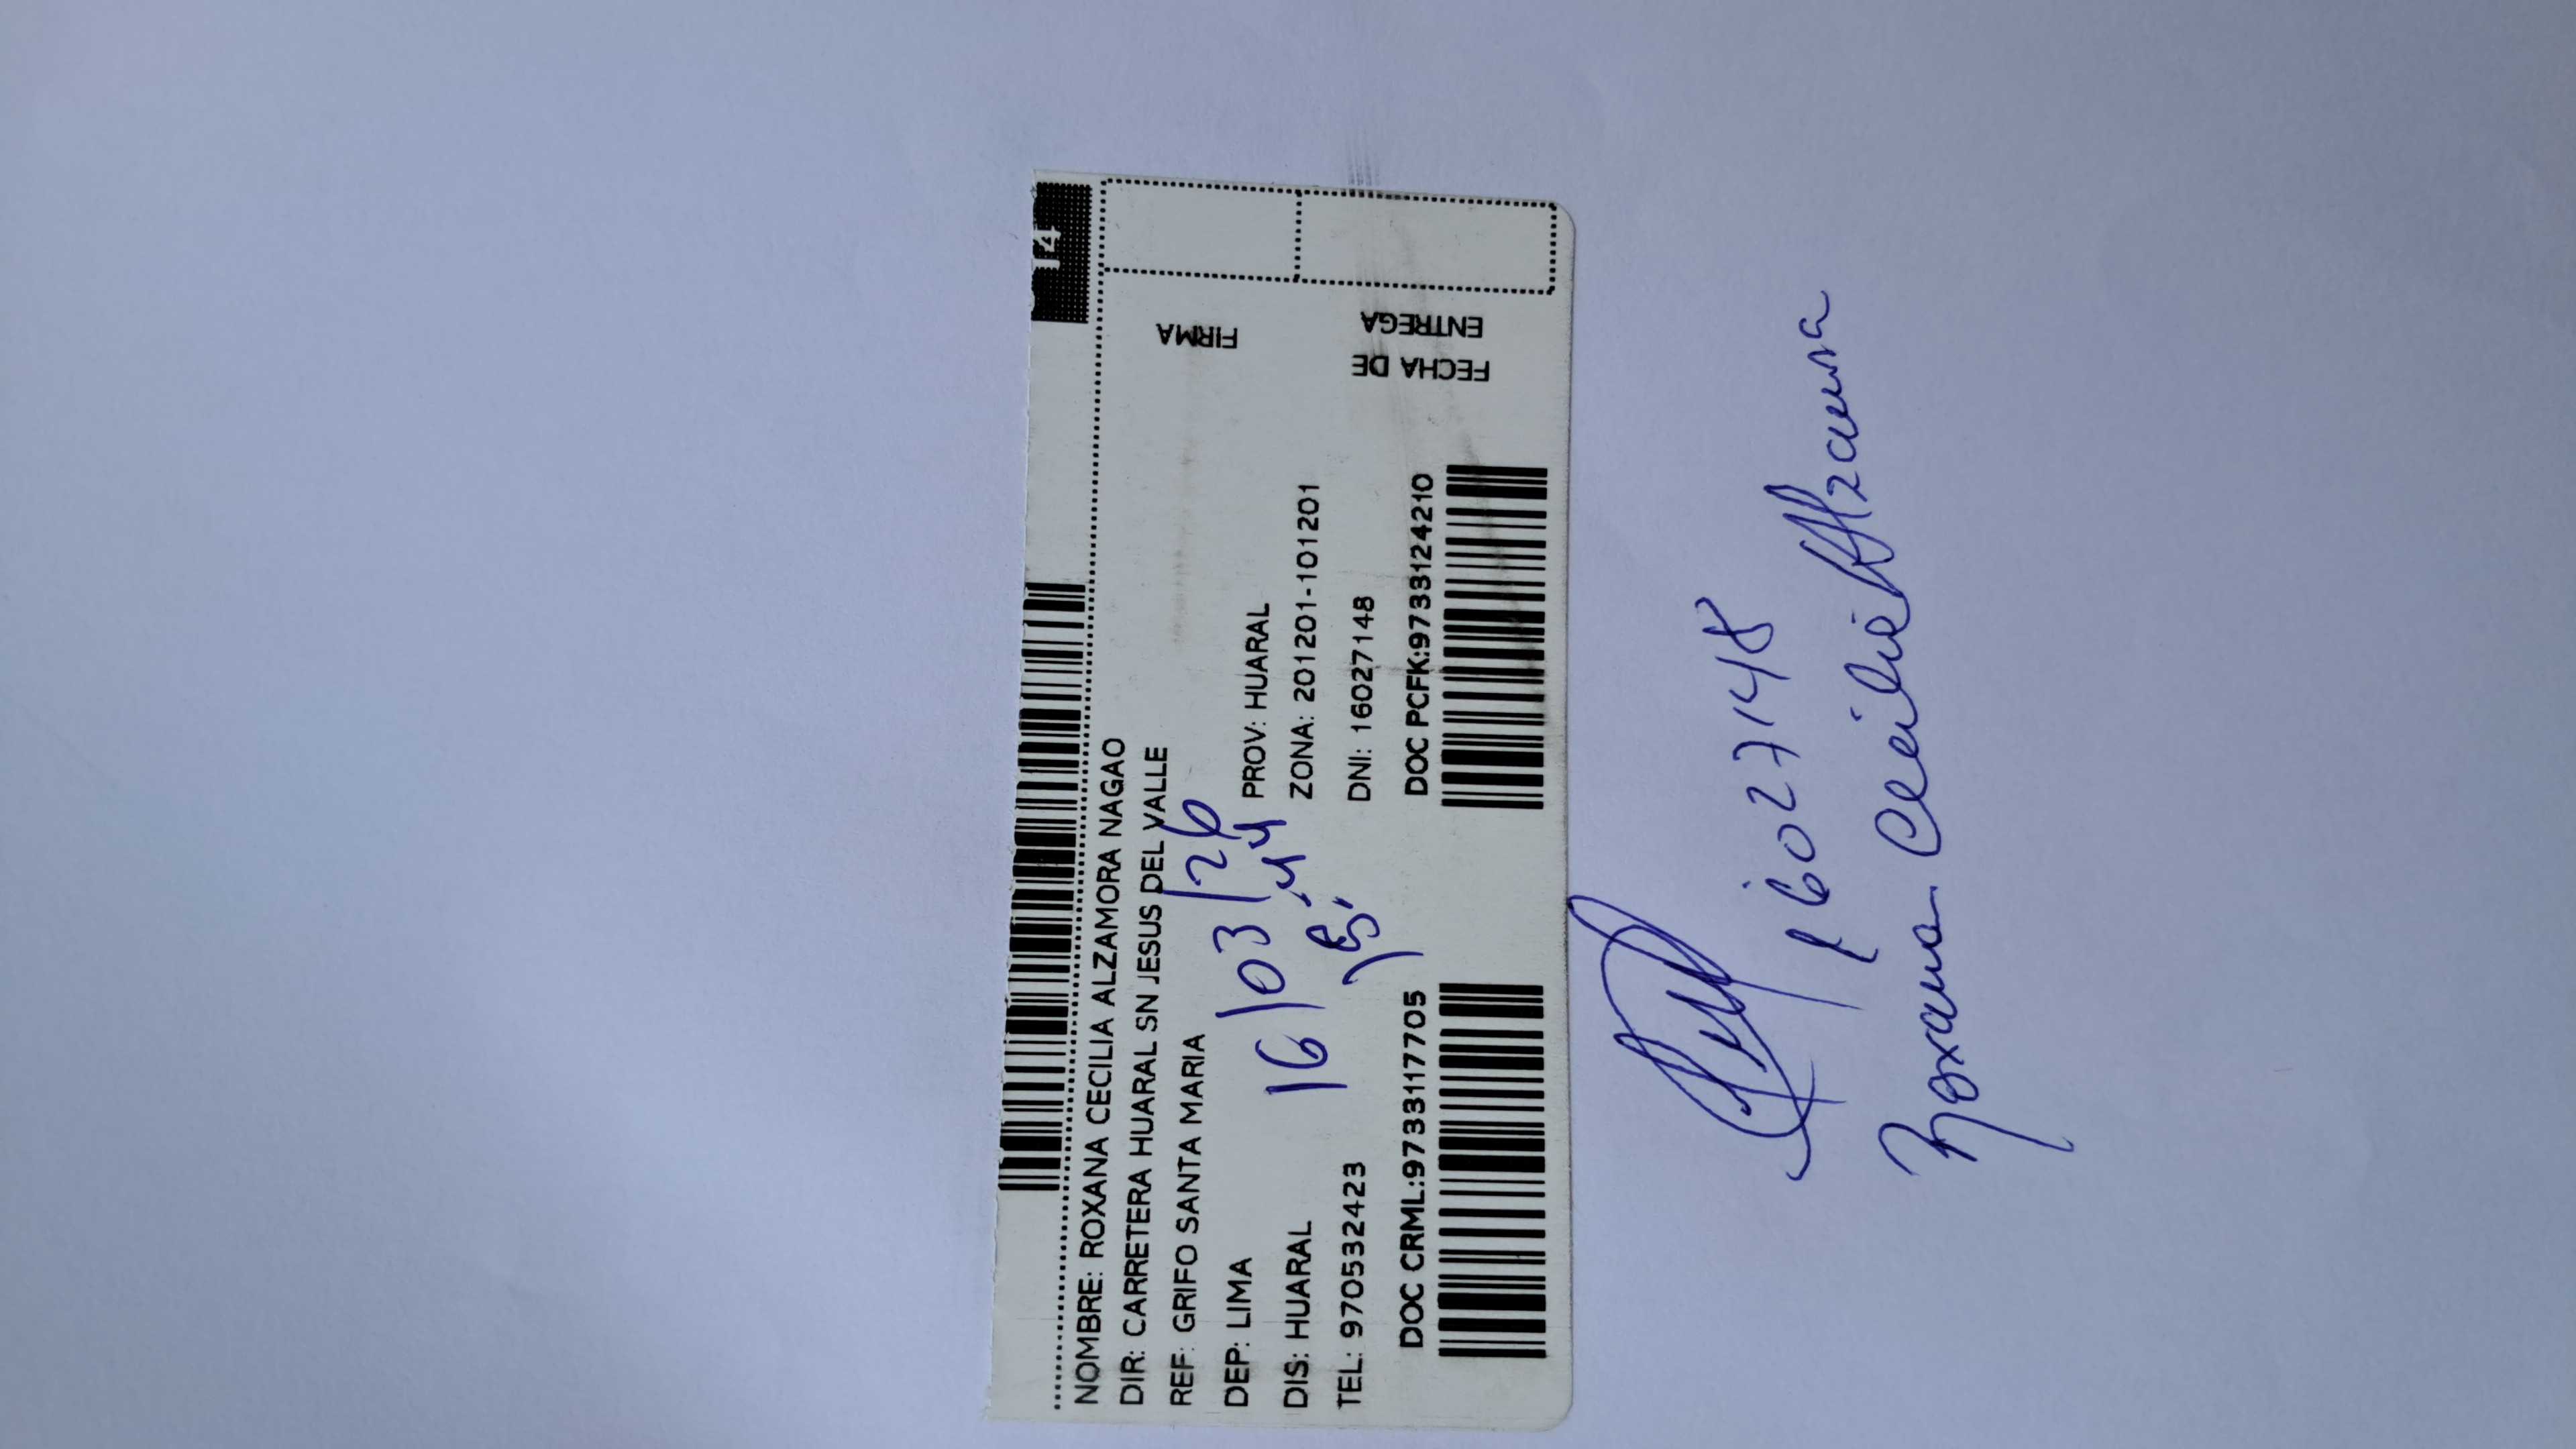 14
NOMBRE: ROXANA CECILIA ALZAMORA NAGAO
DIR: CARRETERA HUARAL SN JESUS DEL VALLE
REF: GRIFO SANTA MARIA
DEP: LIMA
PROV: HUARAL
DIS: HUARAL
ZONA: 201201-101201
TEL: 970532423
DNI: 16027148
16/03/26
15:44
DOC CRML:9733117705
DOC PCFK:9733124210
FIRMA
FECHA DE
ENTREGA
16027148
Roxana Cecilia Alzamora